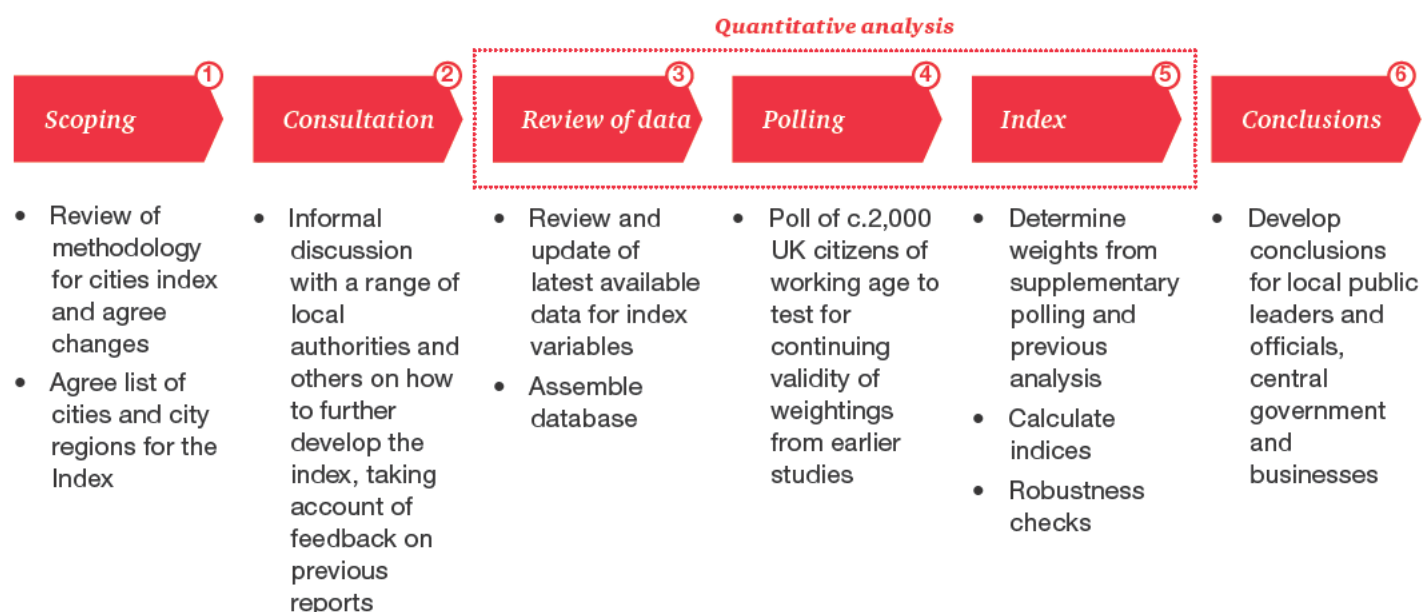 Quantitative analysis
1
Scoping
2
Consultation
3
Review of data
4
Polling
5
Index
6
Conclusions
• Review of
methodology
for cities index
and agree
changes
• Agree list of
cities and city
regions for the
Index
• Informal
discussion
with a range of
local
authorities and
others on how
to further
develop the
index, taking
account of
feedback on
previous
reports
• Review and
update of
latest available
data for index
variables
• Assemble
database
• Poll of c.2,000
UK citizens of
working age to
test for
continuing
validity of
weightings
from earlier
studies
• Determine
weights from
supplementary
polling and
previous
analysis
• Calculate
indices
• Robustness
checks
• Develop
conclusions
for local public
leaders and
officials,
central
government
and
businesses